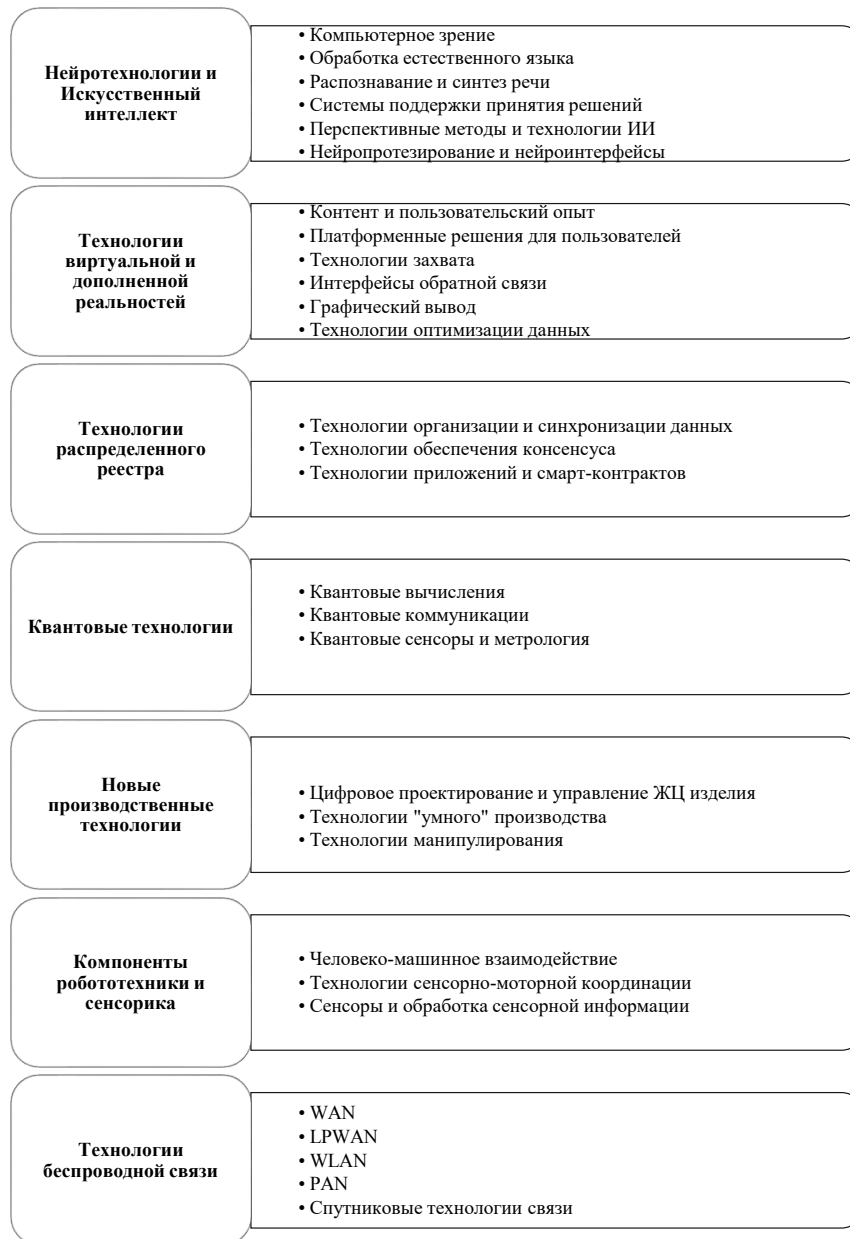 Нейротехнологии и
Искусственный
интеллект
• Компьютерное зрение
• Обработка естественного языка
• Распознавание и синтез речи
• Системы поддержки принятия решений
• Перспективные методы и технологии ИИ
• Нейропротезирование и нейроинтерфейсы
Технологии
виртуальной и
дополненной
реальностей
• Контент и пользовательский опыт
• Платформенные решения для пользователей
• Технологии захвата
• Интерфейсы обратной связи
• Графический вывод
• Технологии оптимизации данных
Технологии
распределенного
реестра
• Технологии организации и синхронизации данных
• Технологии обеспечения консенсуса
• Технологии приложений и смарт-контрактов
Квантовые технологии
• Квантовые вычисления
• Квантовые коммуникации
• Квантовые сенсоры и метрология
Новые
производственные
технологии
• Цифровое проектирование и управление ЖЦ изделия
• Технологии "умного" производства
• Технологии манипулирования
Компоненты
робототехники и
сенсорика
• Человеко-машинное взаимодействие
• Технологии сенсорно-моторной координации
• Сенсоры и обработка сенсорной информации
Технологии
беспроводной связи
• WAN
• LPWAN
• WLAN
• PAN
• Спутниковые технологии связи